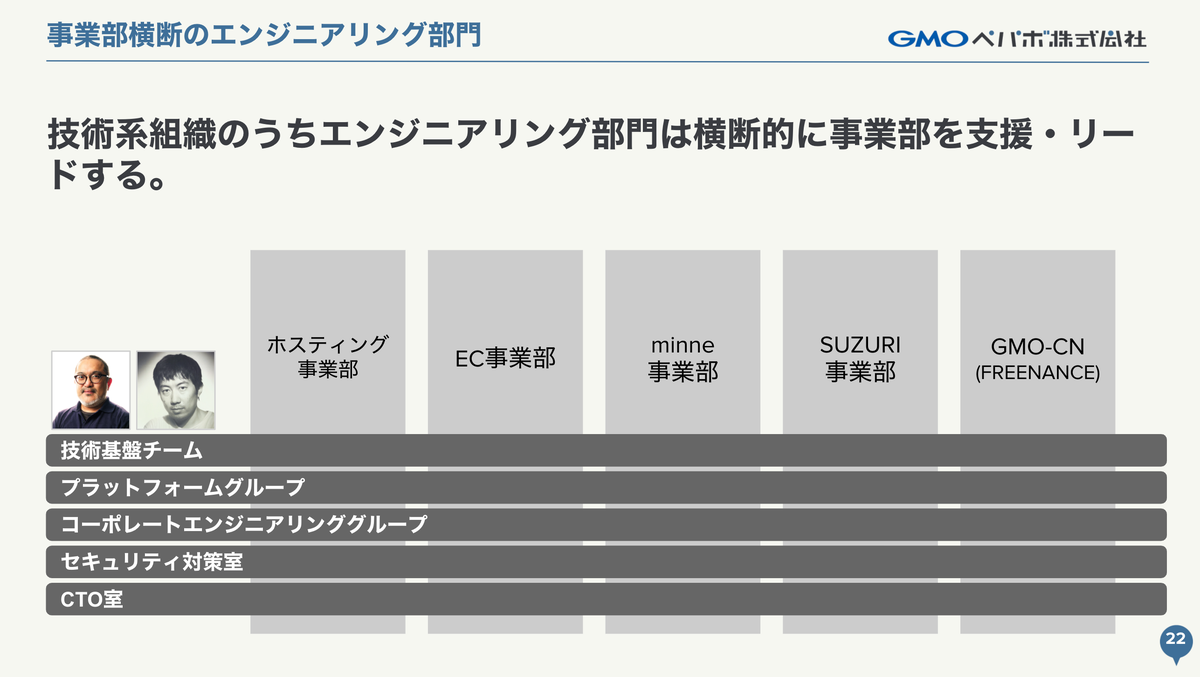 事業部横断のエンジニアリング部門
GMOペパボ株式会社
技術系組織のうちエンジニアリング部門は横断的に事業部を支援・リー
ドする。
ホスティング
事業部
EC事業部
minne
事業部
SUZURI
事業部
GMO-CN
(FREENANCE)
技術基盤チーム
プラットフォームグループ
コーポレートエンジニアリンググループ
セキュリティ対策室
CTO室
22